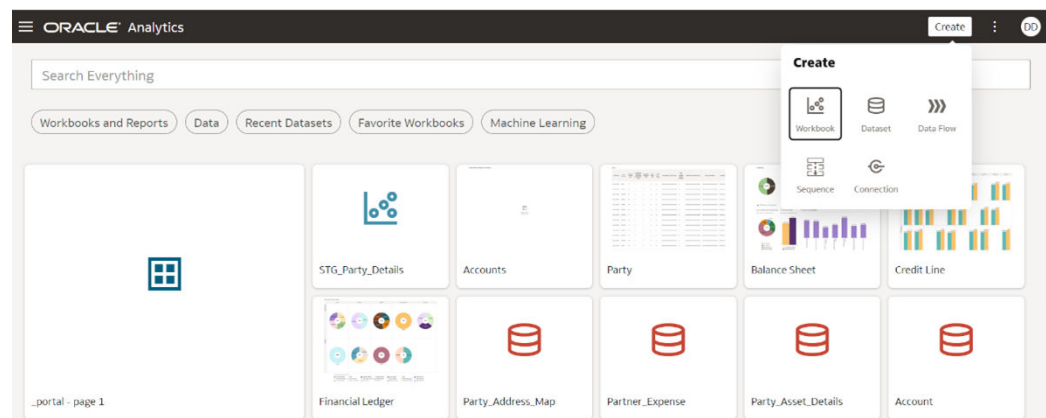 ORACLE Analytics
Create
DD
Search Everything
Create
Workbook
Dataset
Data Flow
Sequence
Connection
Workbooks and Reports
Data
Recent Datasets
Favorite Workbooks
Machine Learning
_portal - page 1
STG_Party_Details
Accounts
Party
Balance Sheet
Credit Line
Financial Ledger
Party_Address_Map
Partner_Expense
Party_Asset_Details
Account